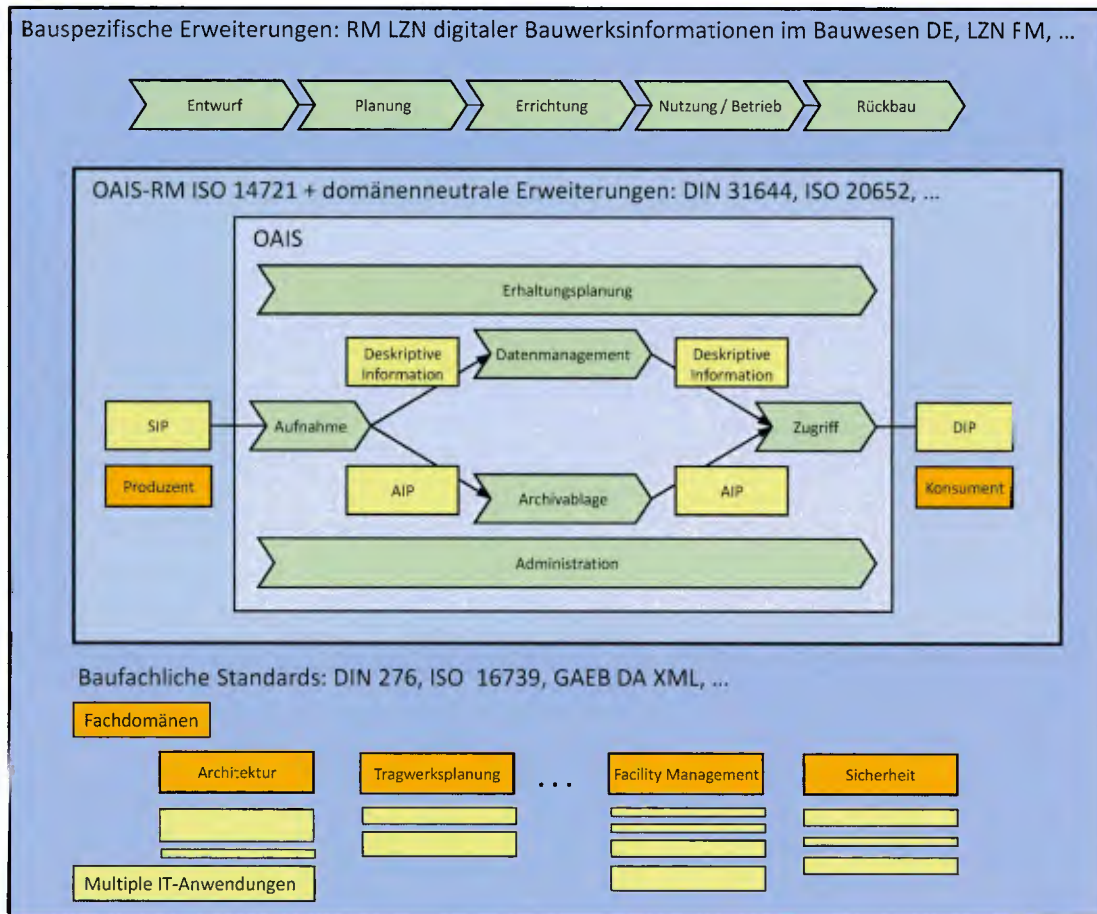 Bauspezifische Erweiterungen: RM LZN digitaler Bauwerksinformationen im Bauwesen DE, LZN FM, ...
Entwurf
Planung
Errichtung
Nutzung / Betrieb
Rückbau
OAIS-RM ISO 14721 + domänenneutrale Erweiterungen: DIN 31644, ISO 20652, ...
OAIS
Erhaltungsplanung
Deskriptive
Information
Datenmanagement
Deskriptive
Information
SIP
Aufnahme
Zugriff
DIP
Produzent
AIP
Archivablage
AIP
Konsument
Administration
Baufachliche Standards: DIN 276, ISO 16739, GAEB DA XML, ...
Fachdomänen
Architektur
Tragwerksplanung
...
Facility Management
Sicherheit
Multiple IT-Anwendungen